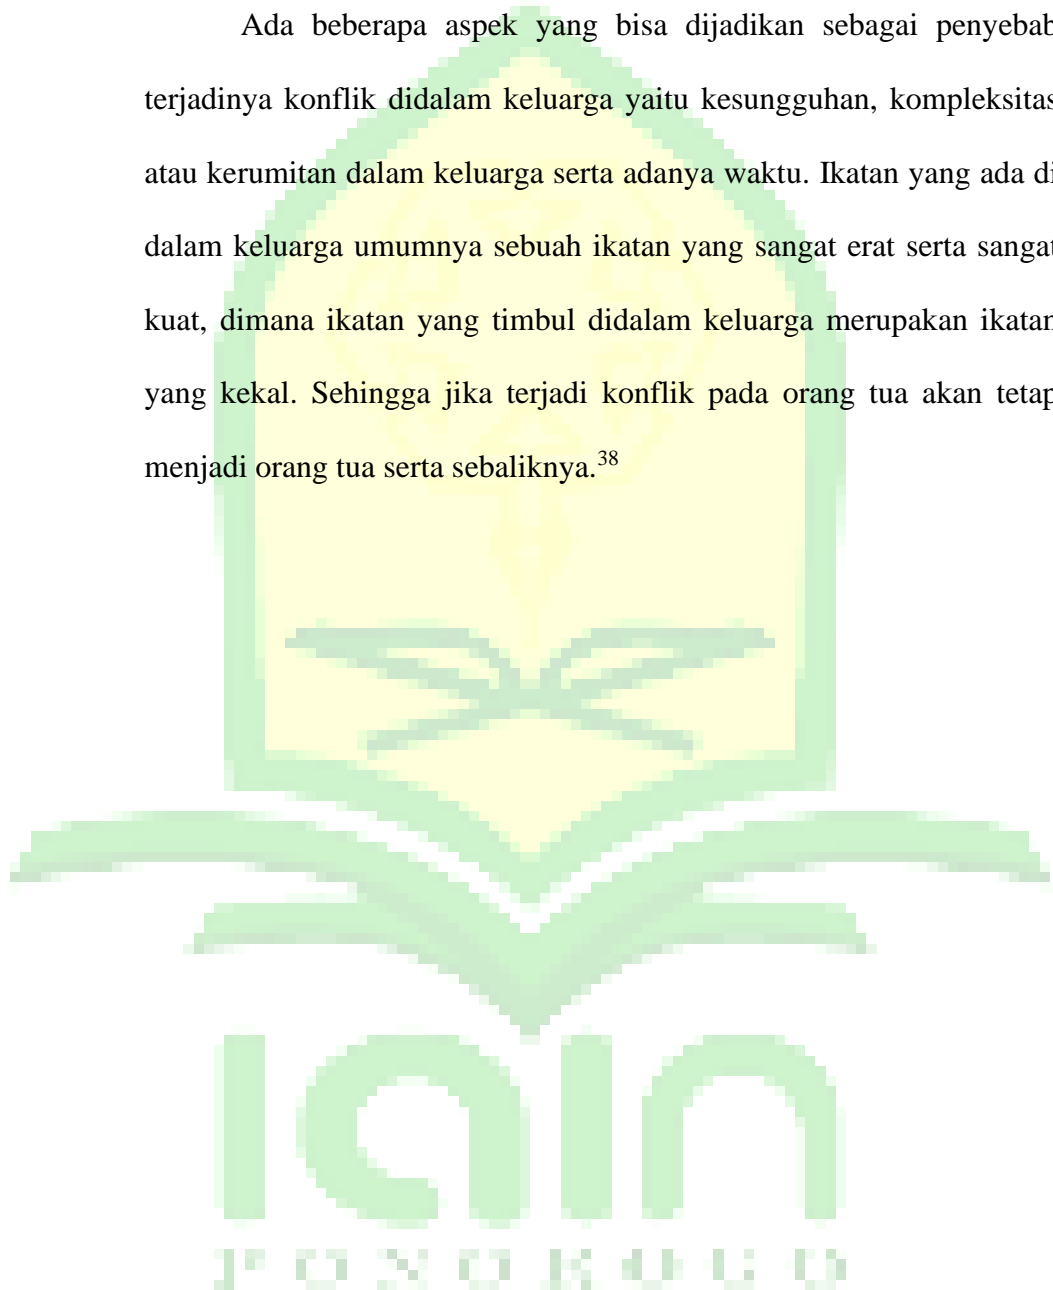 Ada beberapa aspek yang bisa dijadikan sebagai penyebab
terjadinya konflik didalam keluarga yaitu kesungguhan, kompleksitas
atau kerumitan dalam keluarga serta adanya waktu. Ikatan yang ada di
dalam keluarga umumnya sebuah ikatan yang sangat erat serta sangat
kuat, dimana ikatan yang timbul didalam keluarga merupakan ikatan
yang kekal. Sehingga jika terjadi konflik pada orang tua akan tetap
menjadi orang tua serta sebaliknya.³⁸
iain
PONOROGO